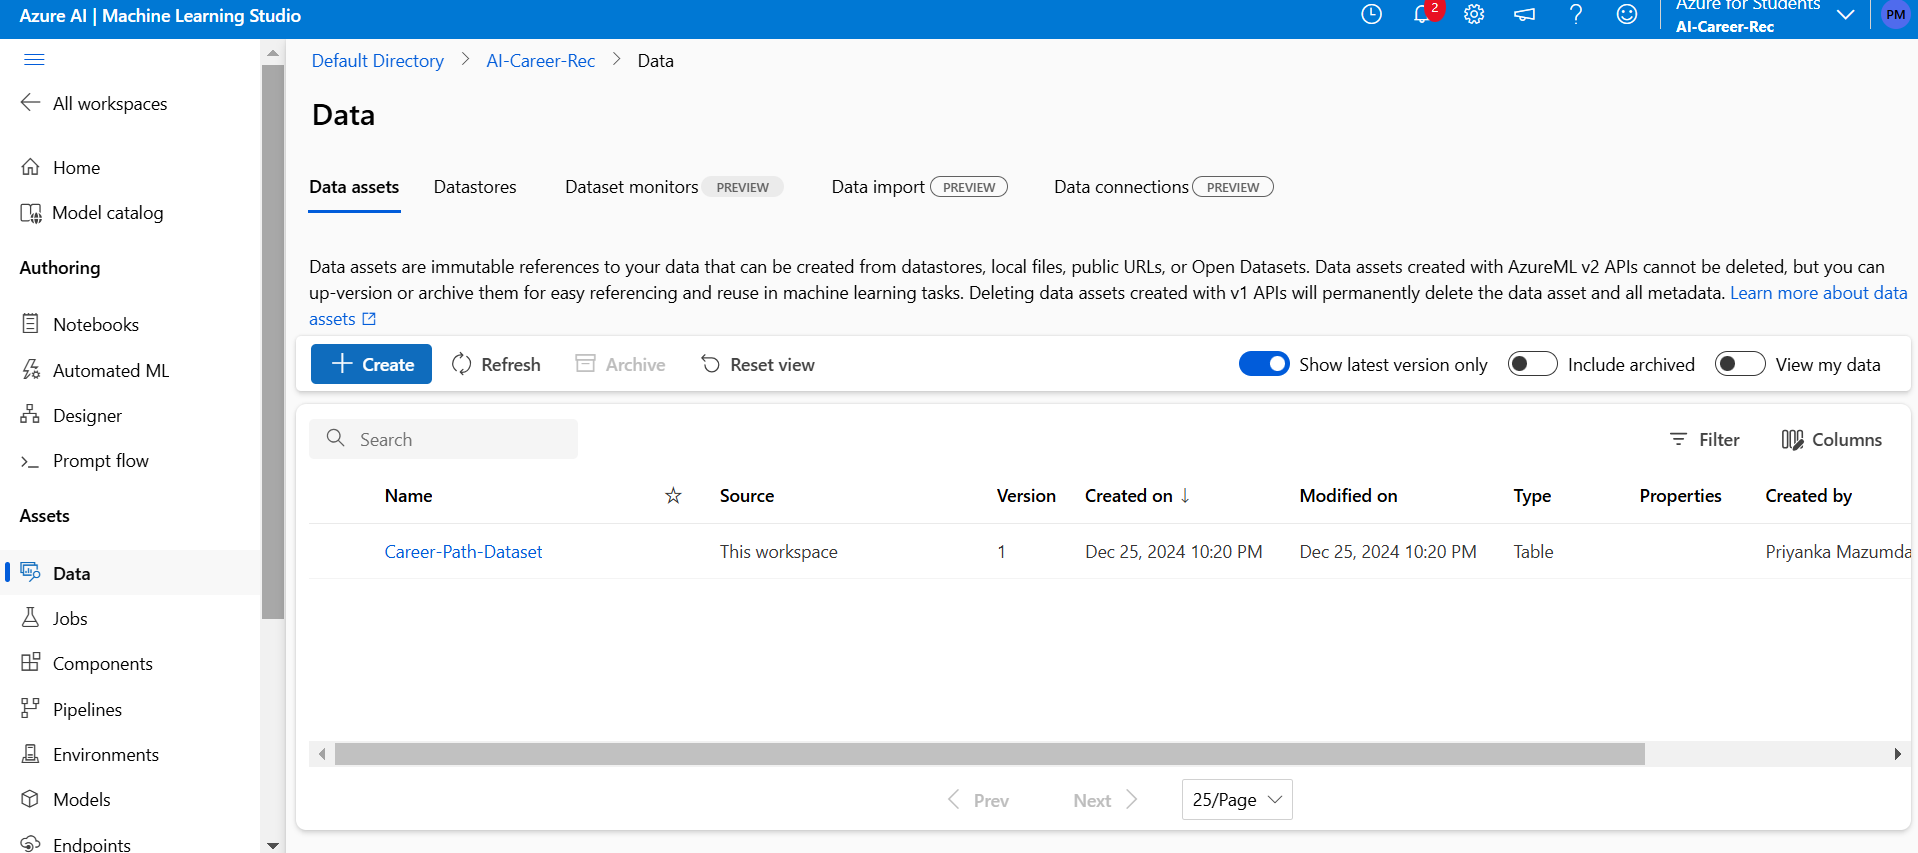 Azure AI | Machine Learning Studio
2
Azure for Students
AI-Career-Rec
PM
All workspaces
Home
Model catalog
Authoring
Notebooks
Automated ML
Designer
Prompt flow
Assets
Data
Jobs
Components
Pipelines
Environments
Models
Endpoints
Default Directory > AI-Career-Rec > Data
Data
Data assets Datastores Dataset monitors PREVIEW Data import PREVIEW Data connections PREVIEW
Data assets are immutable references to your data that can be created from datastores, local files, public URLs, or Open Datasets. Data assets created with AzureML v2 APIs cannot be deleted, but you can
up-version or archive them for easy referencing and reuse in machine learning tasks. Deleting data assets created with v1 APIs will permanently delete the data asset and all metadata. Learn more about data
assets
Create Refresh Archive Reset view Show latest version only Include archived View my data
Search Filter Columns
Name Source Version Created on ↓ Modified on Type Properties Created by
Career-Path-Dataset This workspace 1 Dec 25, 2024 10:20 PM Dec 25, 2024 10:20 PM Table Priyanka Mazumda
Prev Next 25/Page